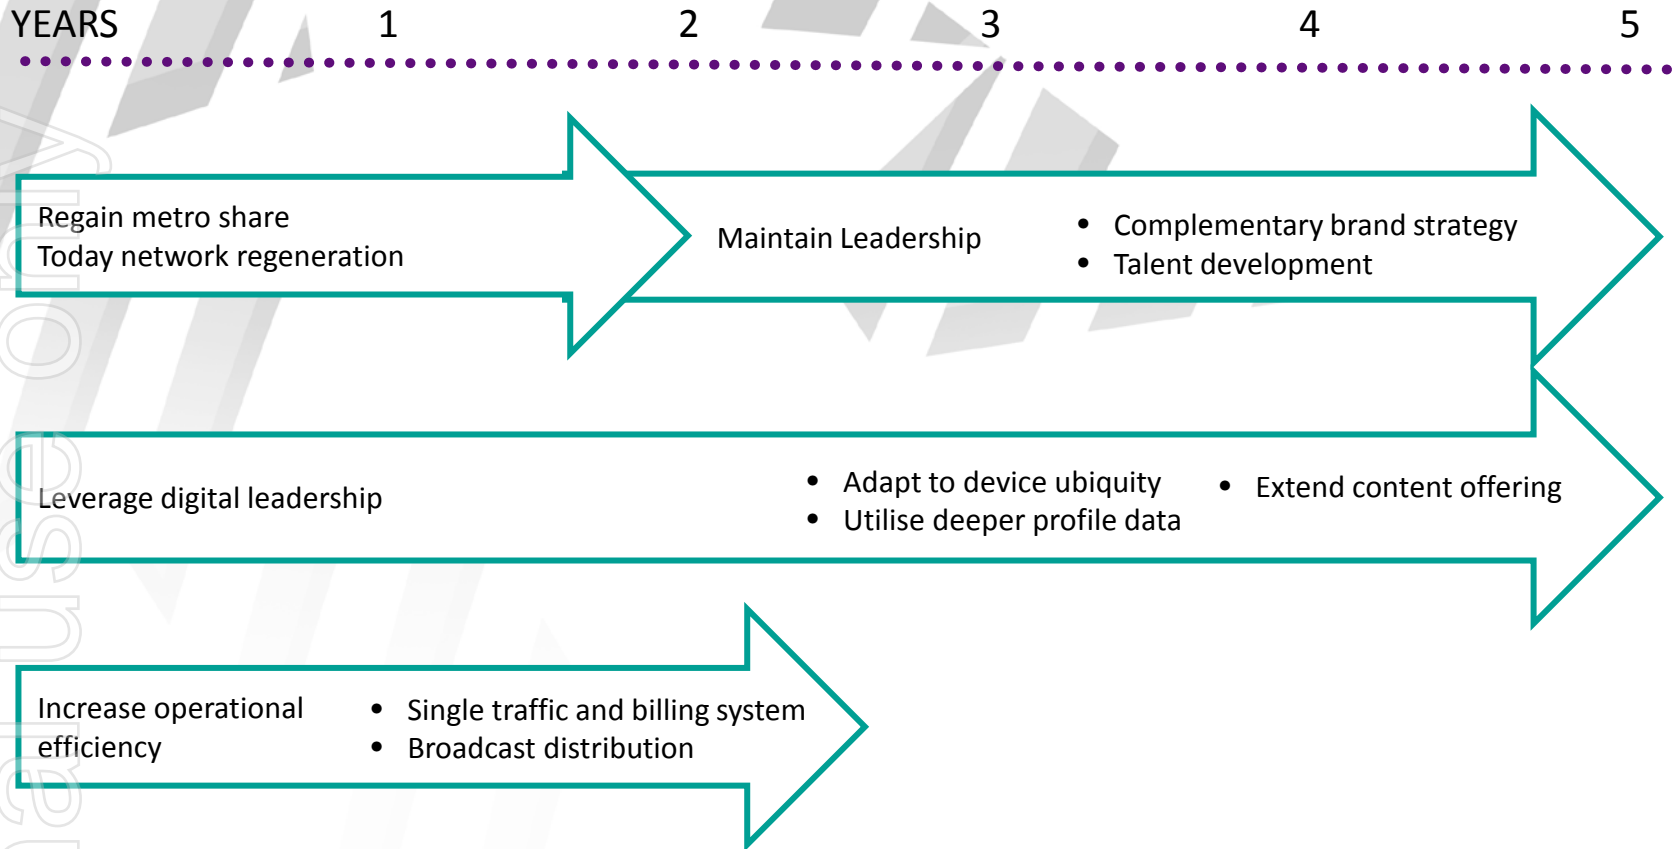 YEARS 1 2 3 4 5
Regain metro share
Today network regeneration
Maintain Leadership
• Complementary brand strategy
• Talent development
Leverage digital leadership
• Adapt to device ubiquity
• Utilise deeper profile data
• Extend content offering
Increase operational
efficiency
• Single traffic and billing system
• Broadcast distribution
use only